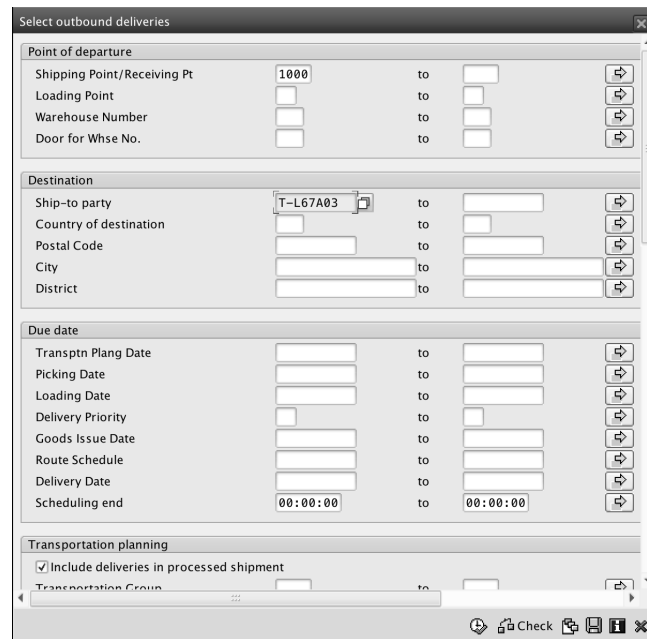 Select outbound deliveries
Point of departure
Shipping Point/Receiving Pt 1000 to
Loading Point to
Warehouse Number to
Door for Whse No. to
Destination
Ship-to party T-L67A03 to
Country of destination to
Postal Code to
City to
District to
Due date
Transptn Plang Date to
Picking Date to
Loading Date to
Delivery Priority to
Goods Issue Date to
Route Schedule to
Delivery Date to
Scheduling end 00:00:00 to 00:00:00
Transportation planning
Include deliveries in processed shipment
Transportation Group to
Check